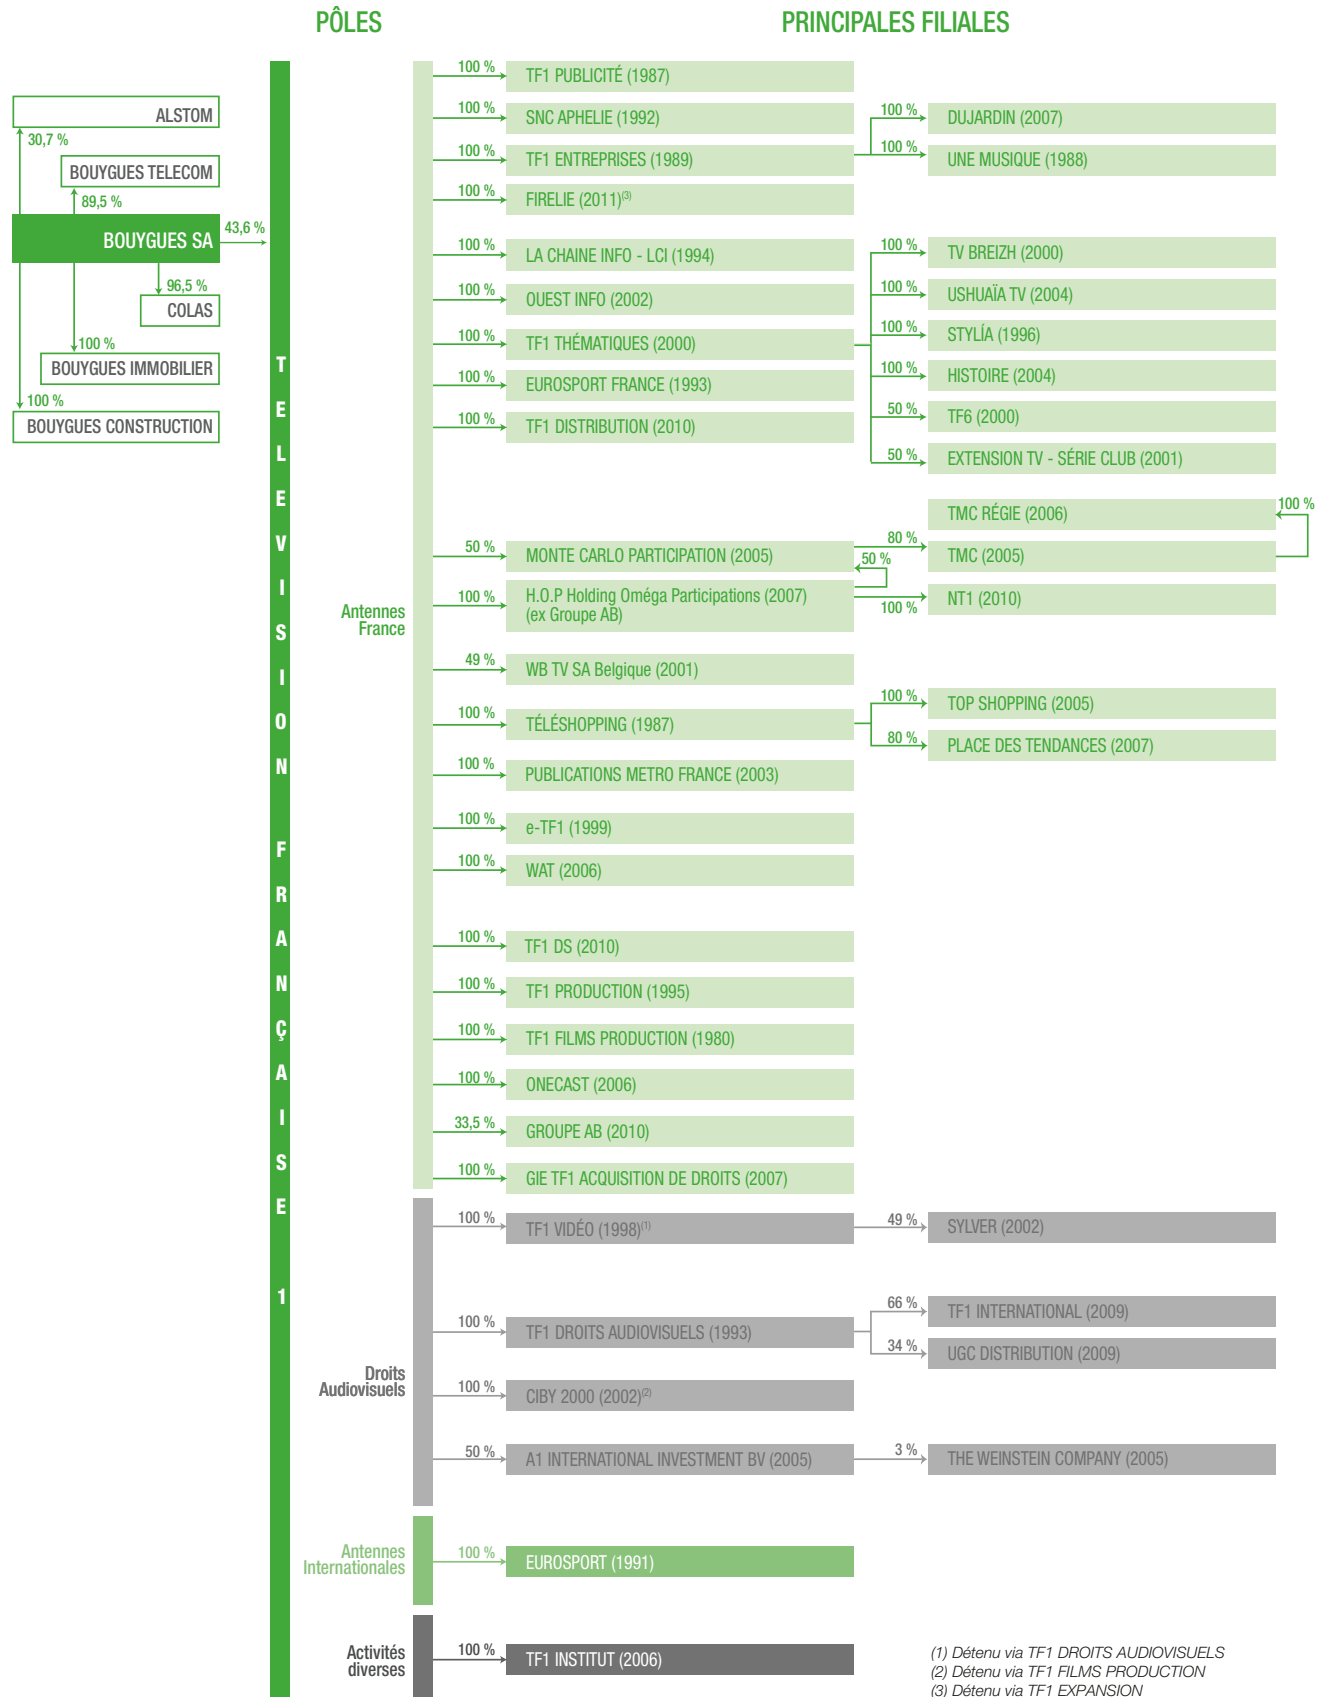 PÔLES
PRINCIPALES FILIALES
ALSTOM
30,7 %
BOUYGUES TELECOM
89,5 %
BOUYGUES SA
43,6 %
96,5 %
COLAS
100 %
BOUYGUES IMMOBILIER
100 %
BOUYGUES CONSTRUCTION
TELEVISION FRANÇAISE 1
Antennes
France
100 %
TF1 PUBLICITÉ (1987)
100 %
SNC APHELIE (1992)
100 %
TF1 ENTREPRISES (1989)
100 %
DUJARDIN (2007)
100 %
UNE MUSIQUE (1988)
100 %
FIRELIE (2011)(3)
100 %
LA CHAINE INFO - LCI (1994)
100 %
OUEST INFO (2002)
100 %
TF1 THÉMATIQUES (2000)
100 %
TV BREIZH (2000)
100 %
USHUAÏA TV (2004)
100 %
STYLÍA (1996)
100 %
HISTOIRE (2004)
50 %
TF6 (2000)
50 %
EXTENSION TV - SÉRIE CLUB (2001)
100 %
EUROSPORT FRANCE (1993)
100 %
TF1 DISTRIBUTION (2010)
50 %
MONTE CARLO PARTICIPATION (2005)
80 %
TMC RÉGIE (2006)
100 %
TMC (2005)
50 %
100 %
H.O.P Holding Oméga Participations (2007)
(ex Groupe AB)
100 %
NT1 (2010)
49 %
WB TV SA Belgique (2001)
100 %
TÉLÉSHOPPING (1987)
100 %
TOP SHOPPING (2005)
80 %
PLACE DES TENDANCES (2007)
100 %
PUBLICATIONS METRO FRANCE (2003)
100 %
e-TF1 (1999)
100 %
WAT (2006)
100 %
TF1 DS (2010)
100 %
TF1 PRODUCTION (1995)
100 %
TF1 FILMS PRODUCTION (1980)
100 %
ONECAST (2006)
33,5 %
GROUPE AB (2010)
100 %
GIE TF1 ACQUISITION DE DROITS (2007)
Droits
Audiovisuels
100 %
TF1 VIDÉO (1998)(1)
49 %
SYLVER (2002)
100 %
TF1 DROITS AUDIOVISUELS (1993)
66 %
TF1 INTERNATIONAL (2009)
34 %
UGC DISTRIBUTION (2009)
100 %
CIBY 2000 (2002)(2)
50 %
A1 INTERNATIONAL INVESTMENT BV (2005)
3 %
THE WEINSTEIN COMPANY (2005)
Antennes
Internationales
100 %
EUROSPORT (1991)
Activités
diverses
100 %
TF1 INSTITUT (2006)
(1) Détenu via TF1 DROITS AUDIOVISUELS
(2) Détenu via TF1 FILMS PRODUCTION
(3) Détenu via TF1 EXPANSION